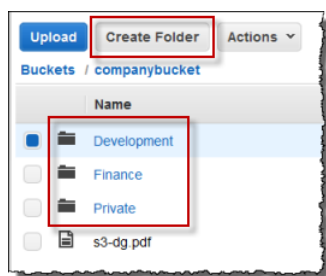 Upload Create Folder Actions
Buckets / companybucket
Name
Development
Finance
Private
s3-dg.pdf